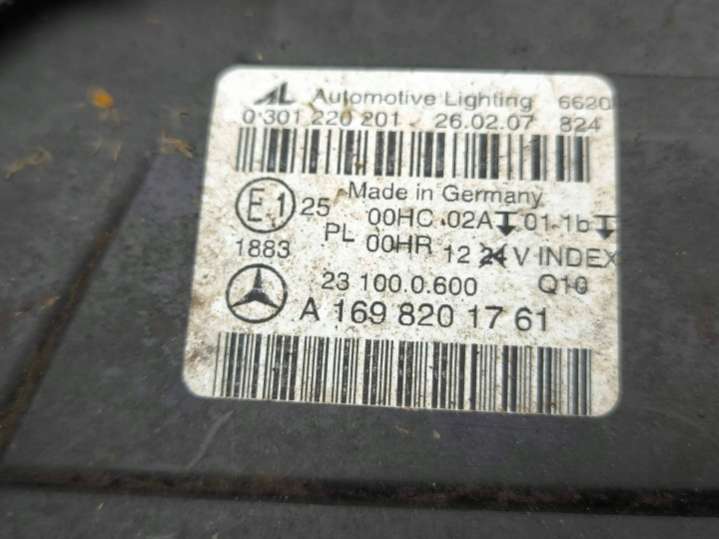 AL Automotive Lighting 6620
0 301 220 201 26.02.07 824
Made in Germany
E1 25 00HC 02A 01 1b
1883 PL 00HR 12 24 V INDEX
23 100.0.600 Q10
A 169 820 17 61